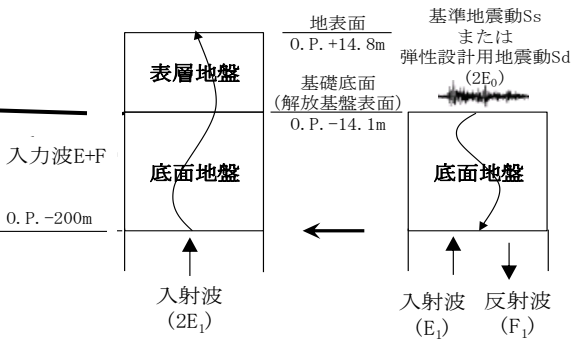 地表面
O.P.+14.8m
表層地盤
基礎底面
(解放基盤表面)
O.P.-14.1m
入力波E+F
底面地盤
O.P.-200m
入射波
(2E₁)
基準地震動Ss
または
弾性設計用地震動Sd
(2E₀)
底面地盤
入射波
(E₁)
反射波
(F₁)